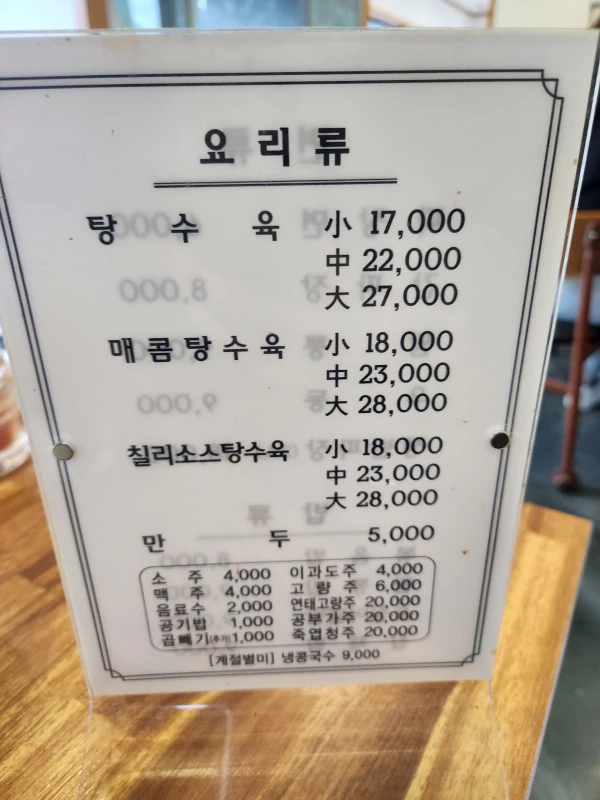 요리류
탕수육 小 17,000
中 22,000
大 27,000
매콤탕수육 小 18,000
中 23,000
大 28,000
칠리소스탕수육 小 18,000
中 23,000
大 28,000
만두 5,000
소주 4,000 이과도주 4,000
맥주 4,000 고량주 6,000
음료수 2,000 연태고량주 20,000
공기밥 1,000 공부가주 20,000
곱빼기(추가) 1,000 죽엽청주 20,000
[계절별미] 냉콩국수 9,000